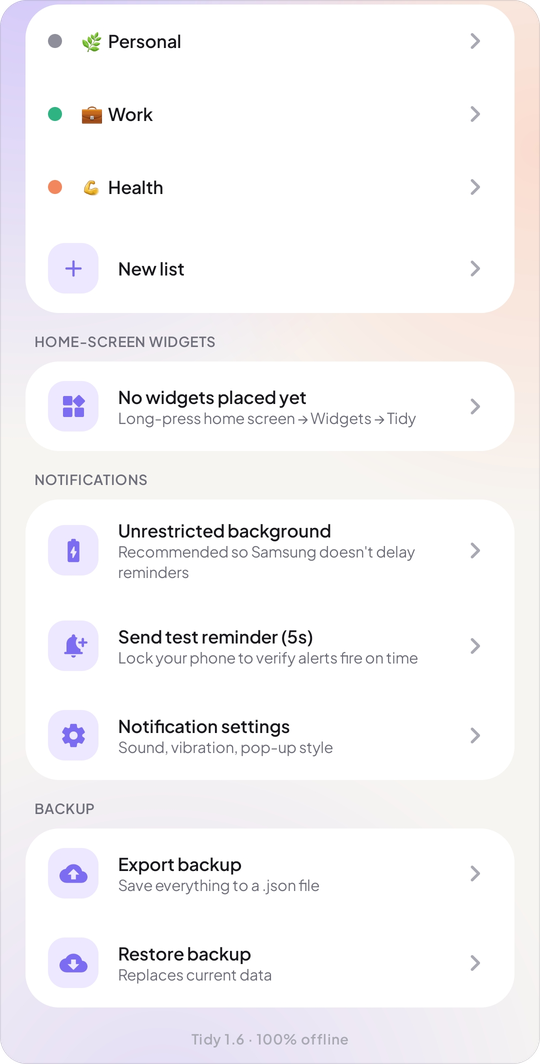 🌿 Personal
💼 Work
💪 Health
New list
HOME-SCREEN WIDGETS
No widgets placed yet
Long-press home screen → Widgets → Tidy
NOTIFICATIONS
Unrestricted background
Recommended so Samsung doesn't delay
reminders
Send test reminder (5s)
Lock your phone to verify alerts fire on time
Notification settings
Sound, vibration, pop-up style
BACKUP
Export backup
Save everything to a .json file
Restore backup
Replaces current data
Tidy 1.6 · 100% offline